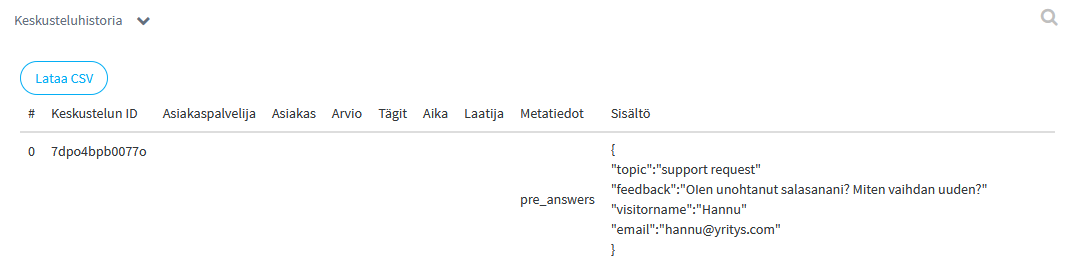 Keskusteluhistoria
Lataa CSV
# Keskustelun ID Asiakaspalvelija Asiakas Arvio Tägit Aika Laatija Metatiedot Sisältö
0 7dpo4bpb0077o
pre_answers
{
"topic":"support request"
"feedback":"Olen unohtanut salasanani? Miten vaihdan uuden?"
"visitorname":"Hannu"
"email":"hannu@yritys.com"
}